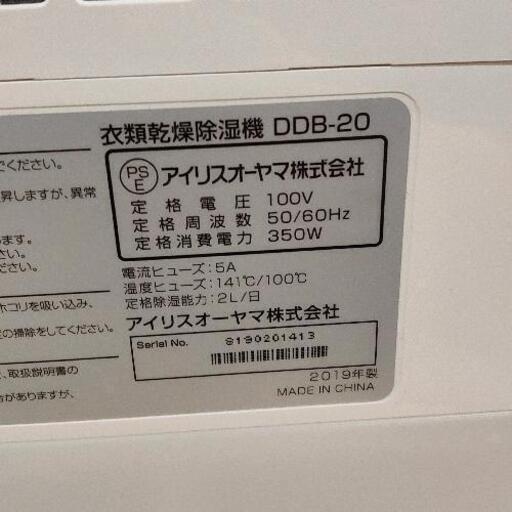 衣類乾燥除湿機 DDB-20
PS
E
アイリスオーヤマ株式会社
定格電圧 100V
定格周波数 50/60Hz
定格消費電力 350W
電流ヒューズ:5A
温度ヒューズ:141℃/100℃
定格除湿能力:2L/日
アイリスオーヤマ株式会社
Serial No. S190201413
2019年製
MADE IN CHINA
ください。
昇しますが、異常
ます。
さい。
ださい。
ホコリを吸い込み、
の掃除をしてください。
、取扱説明書の
がありますが、